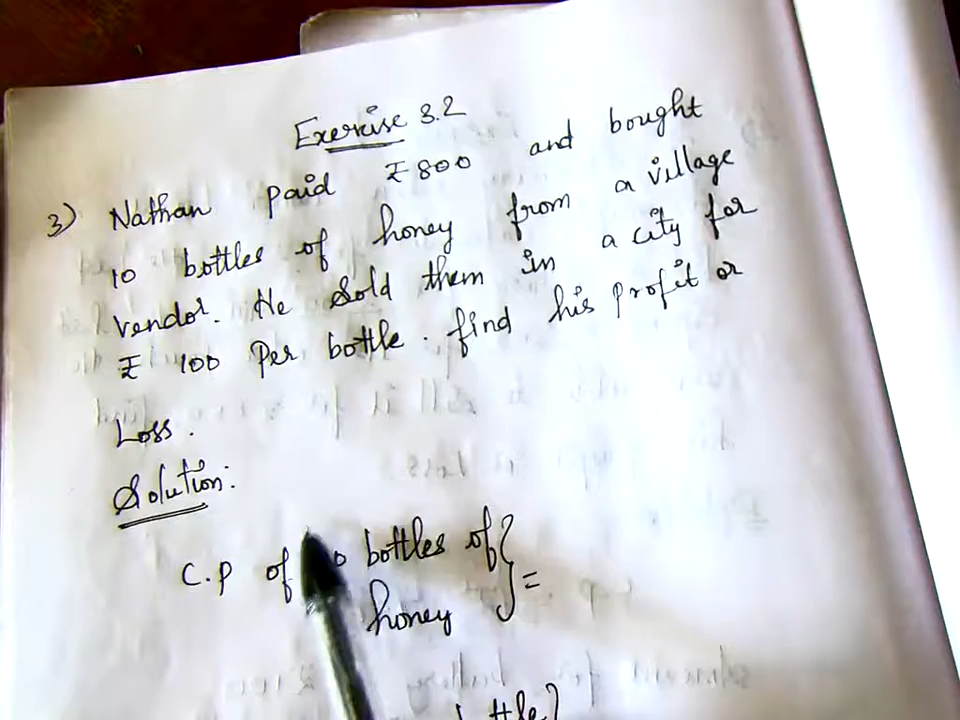 Exercise 3.2
3) Nathan paid ₹800 and bought
10 bottles of honey from a village
vendor. He sold them in a city for
₹ 100 Per bottle. find his profit or
Loss.
Solution:
C.P of bottles of } =
honey